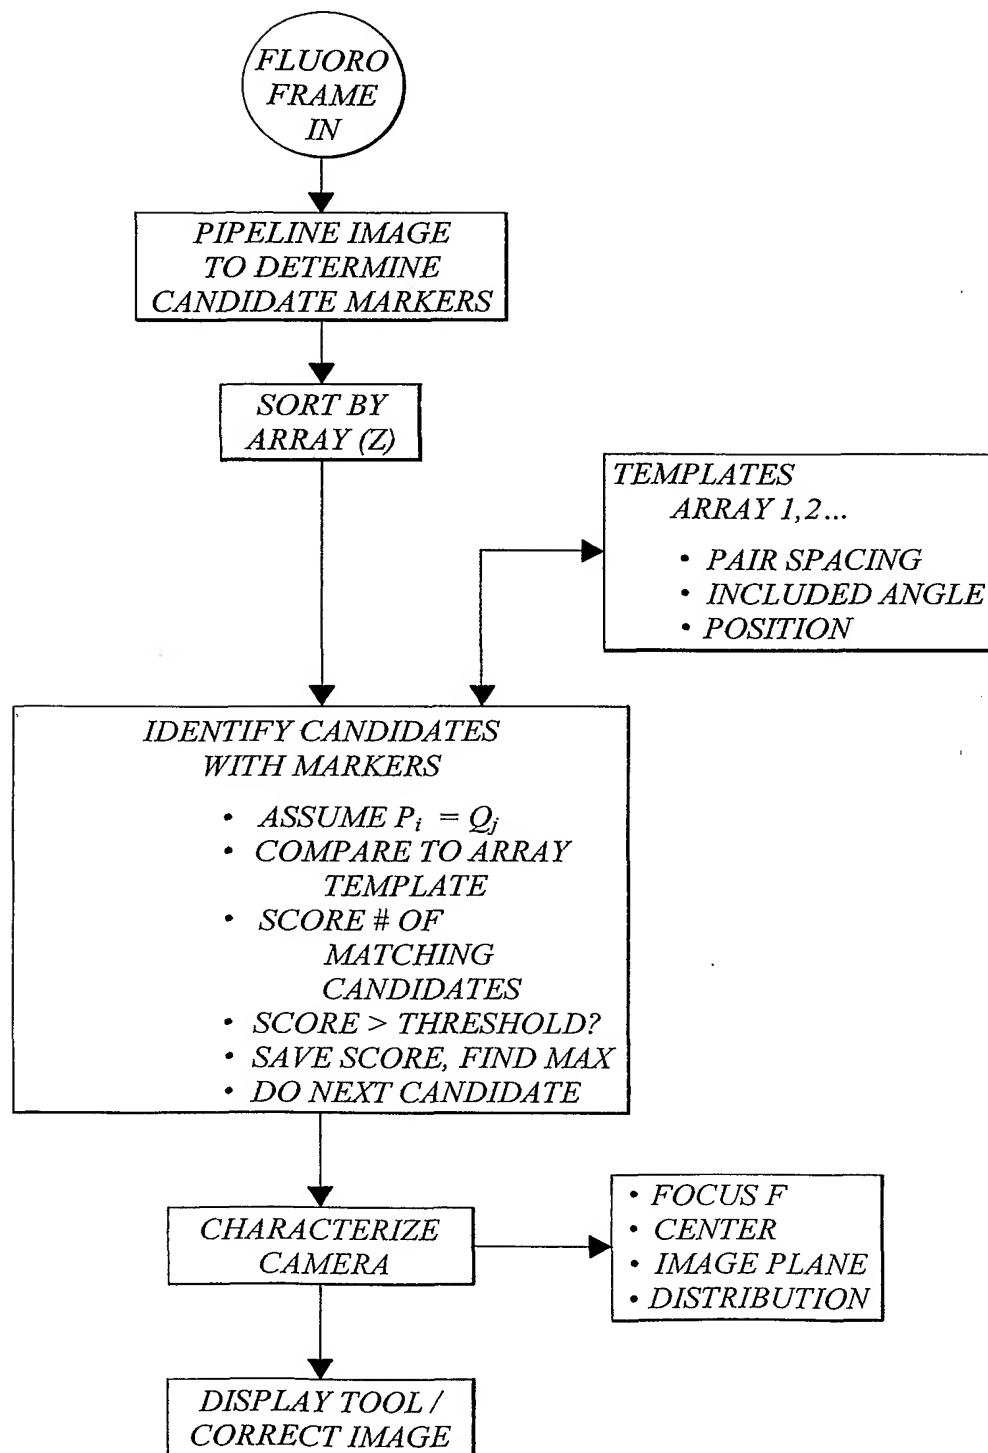 FLUORO
FRAME
IN
PIPELINE IMAGE
TO DETERMINE
CANDIDATE MARKERS
SORT BY
ARRAY (Z)
TEMPLATES
ARRAY 1,2...
• PAIR SPACING
• INCLUDED ANGLE
• POSITION
IDENTIFY CANDIDATES
WITH MARKERS
• ASSUME Pi = Qj
• COMPARE TO ARRAY
TEMPLATE
• SCORE # OF
MATCHING
CANDIDATES
• SCORE > THRESHOLD?
• SAVE SCORE, FIND MAX
• DO NEXT CANDIDATE
CHARACTERIZE
CAMERA
• FOCUS F
• CENTER
• IMAGE PLANE
• DISTRIBUTION
DISPLAY TOOL /
CORRECT IMAGE